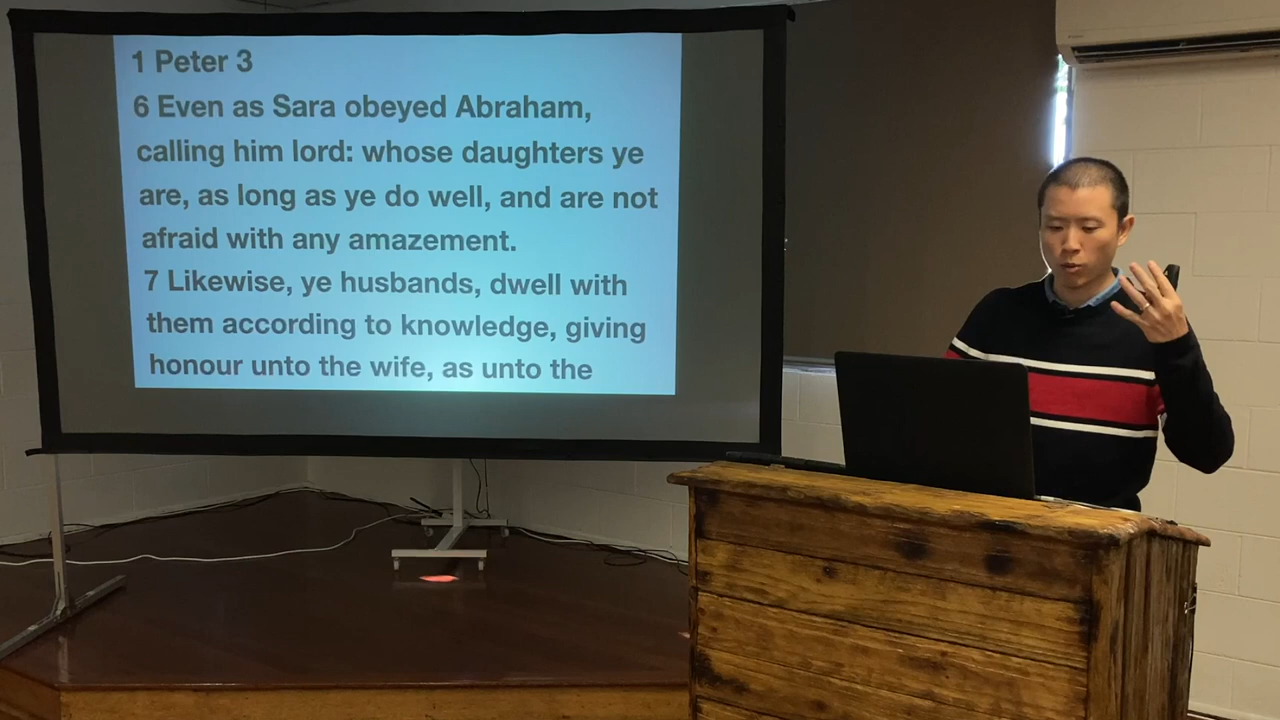 1 Peter 3
6 Even as Sara obeyed Abraham,
calling him lord: whose daughters ye
are, as long as ye do well, and are not
afraid with any amazement.
7 Likewise, ye husbands, dwell with
them according to knowledge, giving
honour unto the wife, as unto the